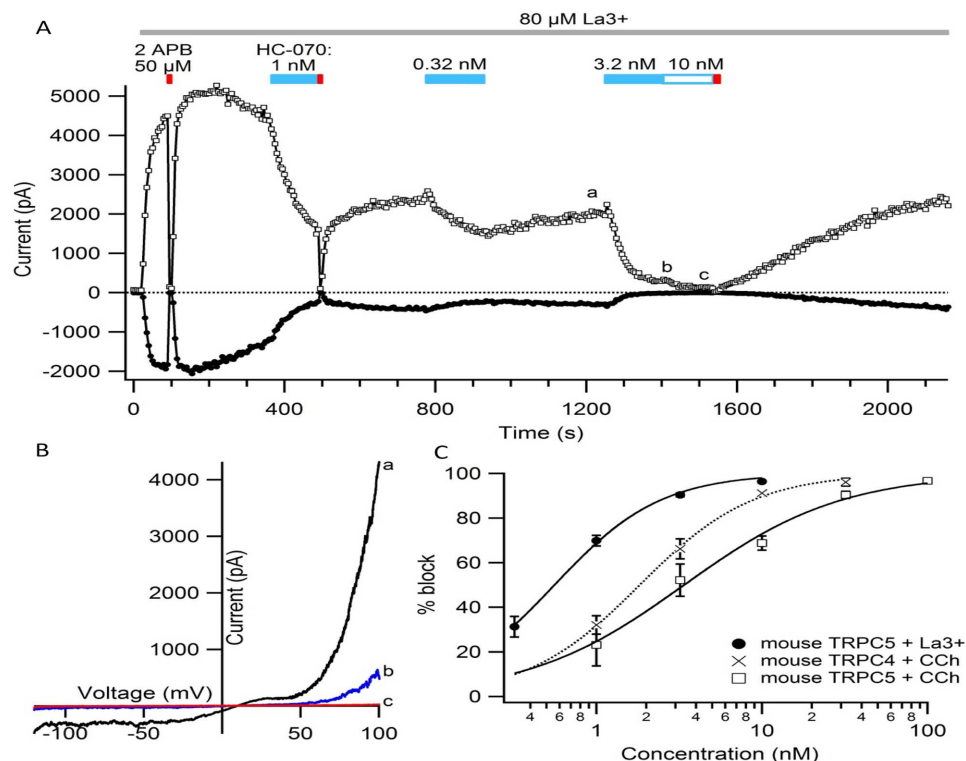 A
80 µM La3+
2 APB
50 µM
HC-070:
1 nM
0.32 nM
3.2 nM
10 nM
Current (pA)
5000
4000
3000
2000
1000
0
-1000
-2000
a
b
c
0
400
800
1200
1600
2000
Time (s)
B
Current (pA)
4000
3000
2000
1000
a
b
c
Voltage (mV)
-100
-50
50
100
C
% block
100
80
60
40
20
0
mouse TRPC5 + La3+
mouse TRPC4 + CCh
mouse TRPC5 + CCh
4 6 8 1 2 4 6 8 10 2 4 6 8 100
Concentration (nM)